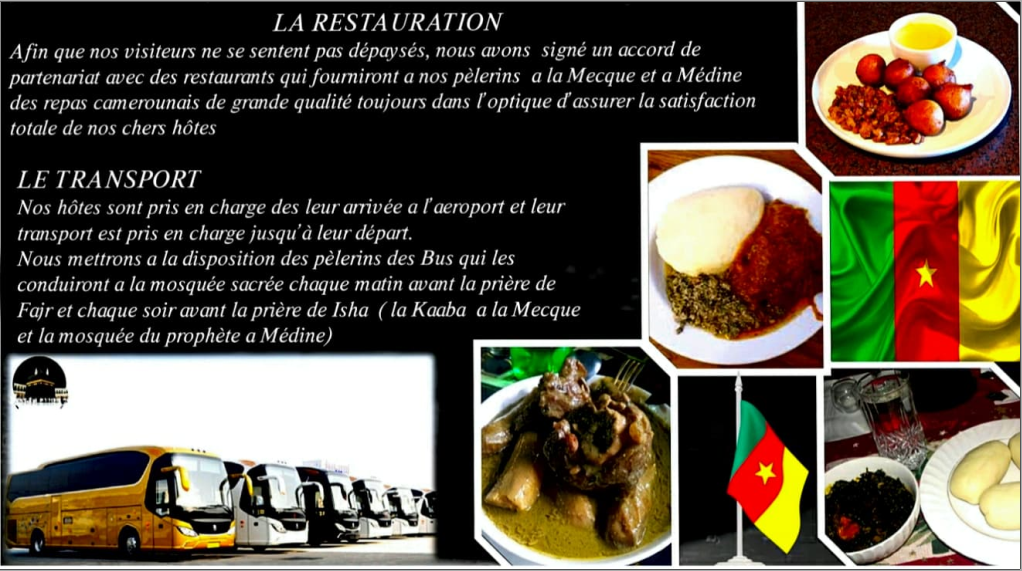 LA RESTAURATION
Afin que nos visiteurs ne se sentent pas dépaysés, nous avons signé un accord de
partenariat avec des restaurants qui fourniront a nos pèlerins a la Mecque et a Médine
des repas camerounais de grande qualité toujours dans l'optique d'assurer la satisfaction
totale de nos chers hôtes
LE TRANSPORT
Nos hôtes sont pris en charge des leur arrivée a l'aeroport et leur
transport est pris en charge jusqu'à leur départ.
Nous mettrons a la disposition des pèlerins des Bus qui les
conduiront a la mosquée sacrée chaque matin avant la prière de
Fajr et chaque soir avant la prière de Isha ( la Kaaba a la Mecque
et la mosquée du prophète a Médine)